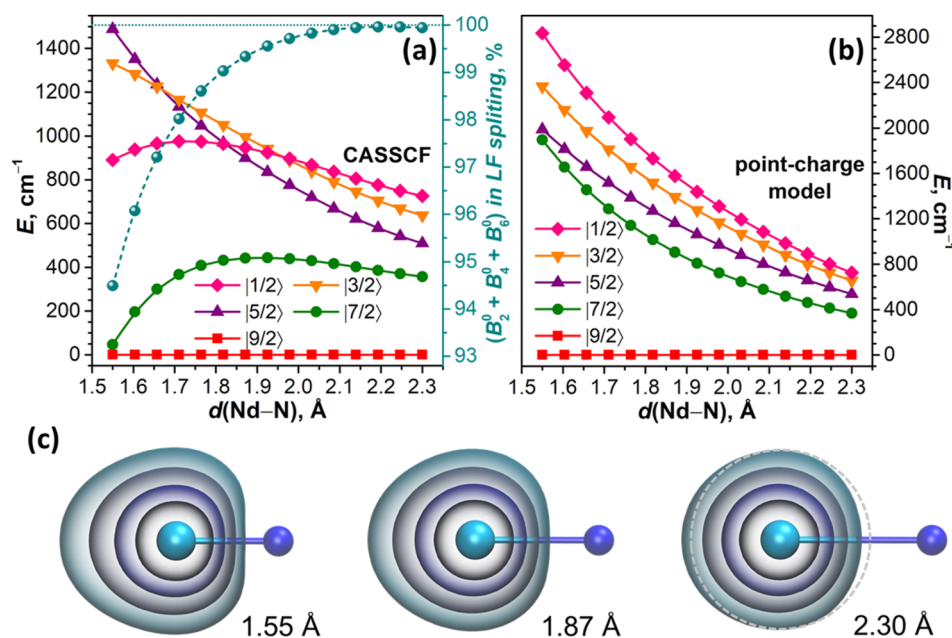 (a)
E, cm⁻¹
1400
1200
1000
800
600
400
200
0
CASSCF
|1/2⟩ |3/2⟩
|5/2⟩ |7/2⟩
|9/2⟩
1.5 1.6 1.7 1.8 1.9 2.0 2.1 2.2 2.3
d(Nd–N), Å
100
99
98
97
96
95
94
93
(B₂⁰ + B₄⁰ + B₆⁰) in LF spliting, %
(b)
point-charge
model
|1/2⟩
|3/2⟩
|5/2⟩
|7/2⟩
|9/2⟩
1.5 1.6 1.7 1.8 1.9 2.0 2.1 2.2 2.3
d(Nd–N), Å
2800
2400
2000
1600
1200
800
400
0
E, cm⁻¹
(c)
1.55 Å
1.87 Å
2.30 Å